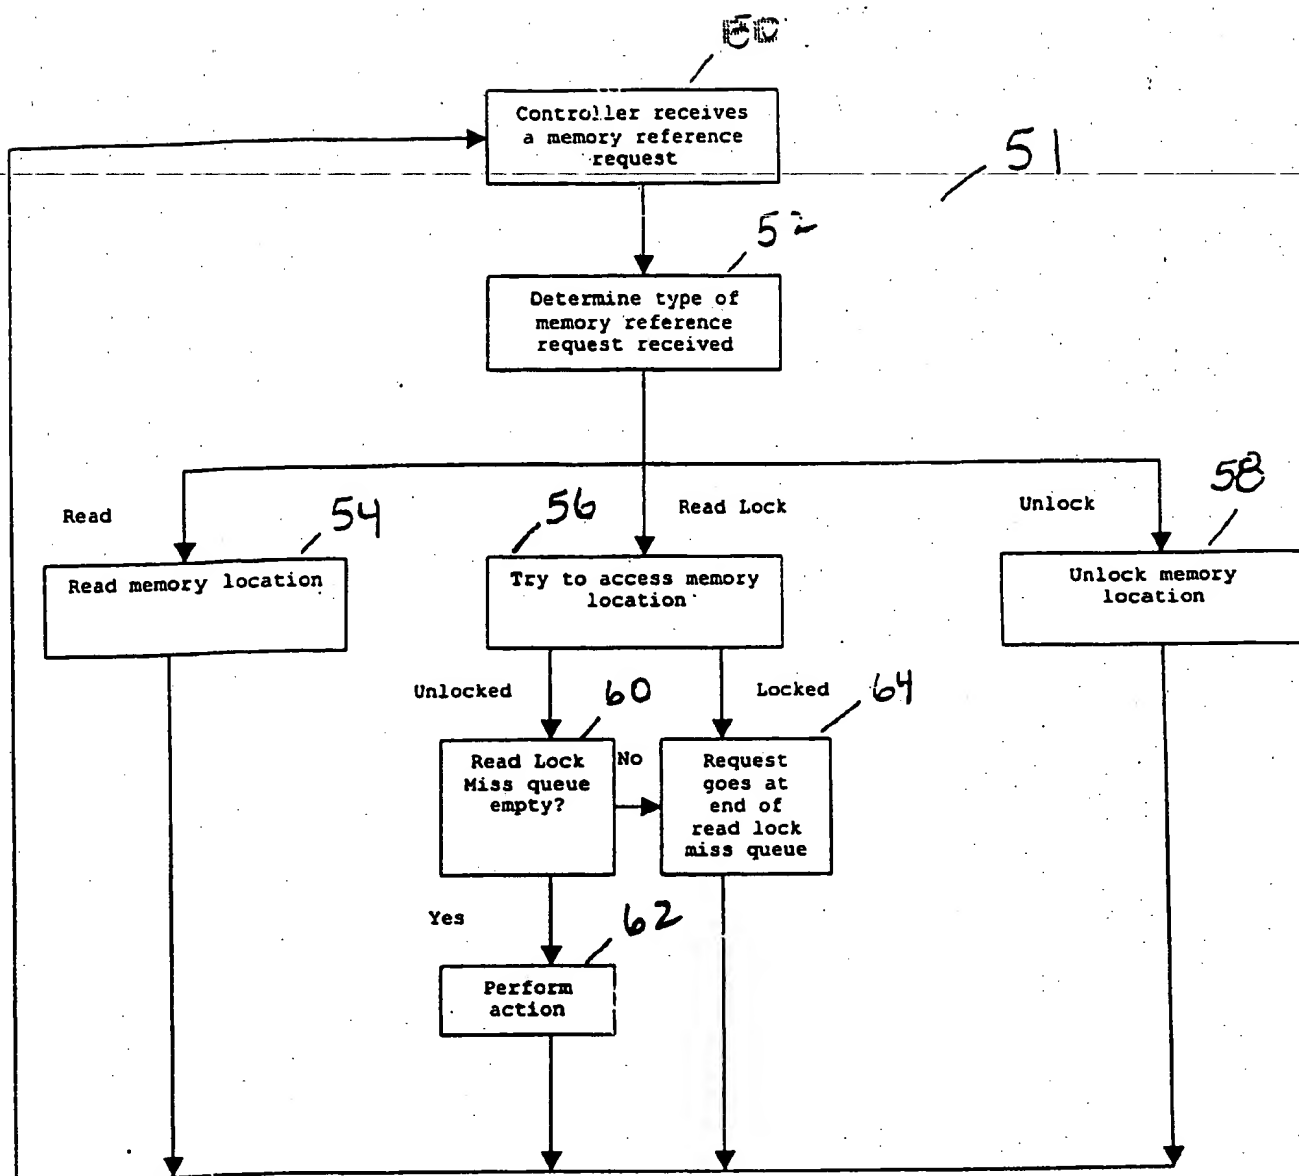 Controller receives
a memory reference
request
51
52
Determine type of
memory reference
request received
Read
54
56
Read Lock
Unlock
58
Read memory location
Try to access memory
location
Unlock memory
location
Unlocked
60
Locked
64
Read Lock
Miss queue
empty?
No
Request
goes at
end of
read lock
miss queue
Yes
62
Perform
action